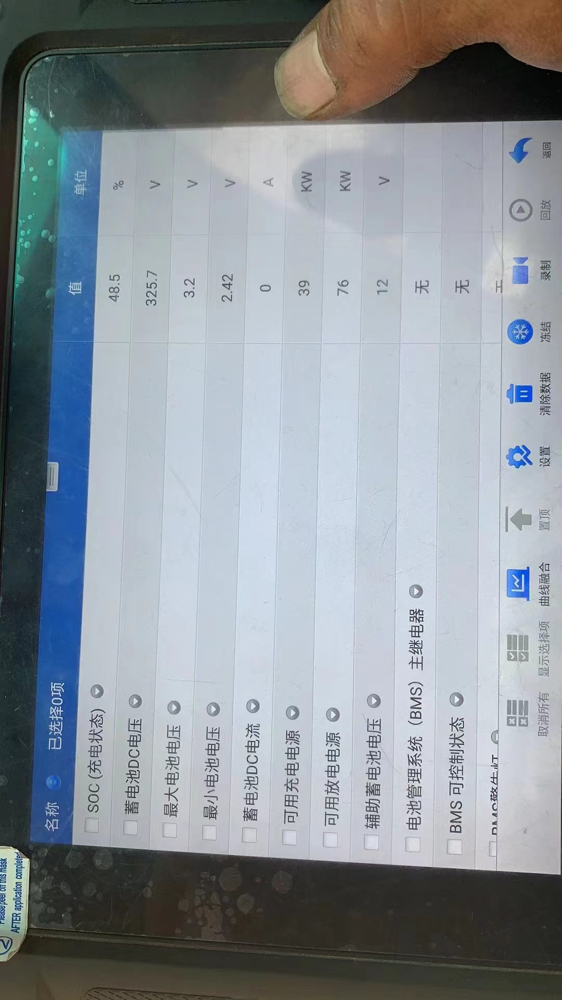 ② Please peel off this mask
AFTER application completed
名称 已选择0项 值 单位
SOC (充电状态) 48.5 %
蓄电池DC电压 325.7 V
最大电池电压 3.2 V
最小电池电压 2.42 V
蓄电池DC电流 0 A
可用充电电源 39 KW
可用放电电源 76 KW
辅助蓄电池电压 12 V
电池管理系统（BMS）主继电器 无
BMS 可控制状态 无
取消所有 显示选择项 曲线融合 置顶 设置 清除数据 冻结 录制 回放 返回